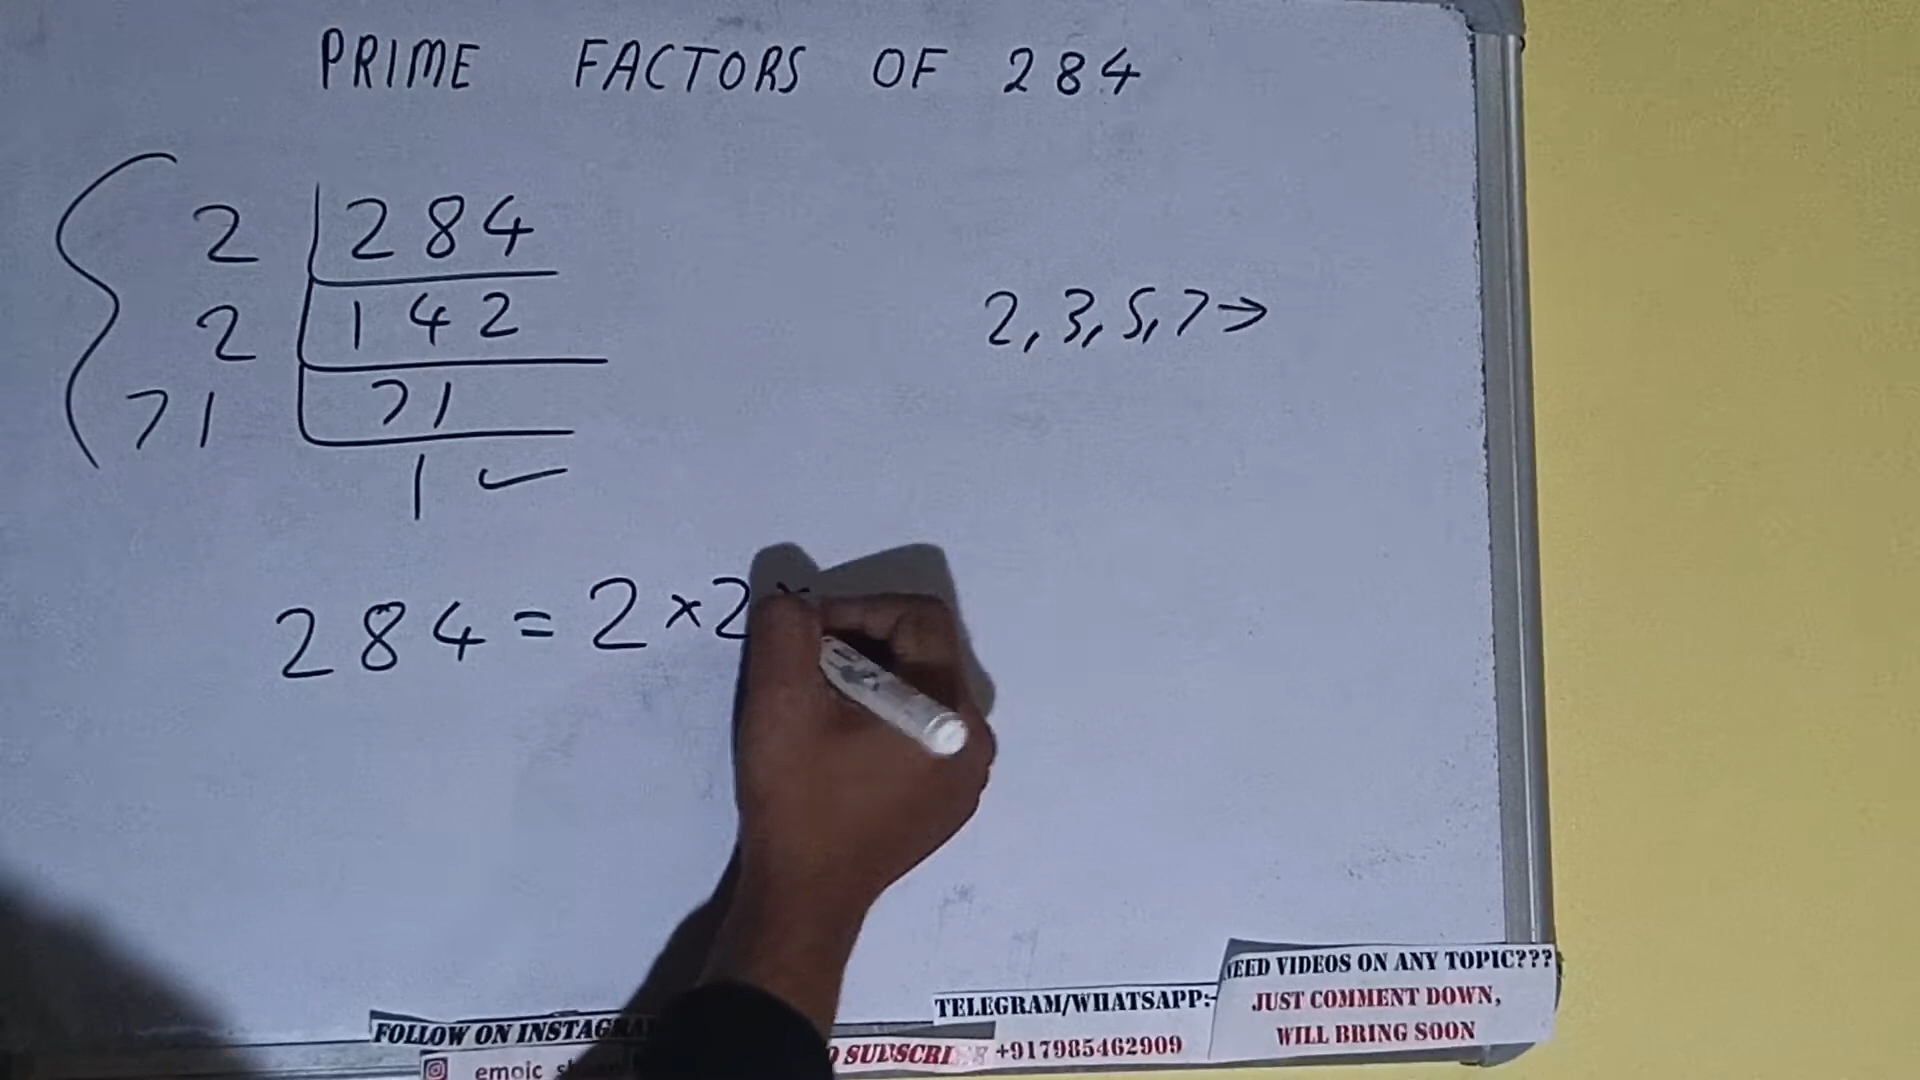 PRIME FACTORS OF 284
2 284
2 142
71 71
1
2, 3, 5, 7 →
284 = 2 × 2 ×
NEED VIDEOS ON ANY TOPIC???
JUST COMMENT DOWN,
WILL BRING SOON
TELEGRAM/WHATSAPP:-
+917985462909
FOLLOW ON
emoic